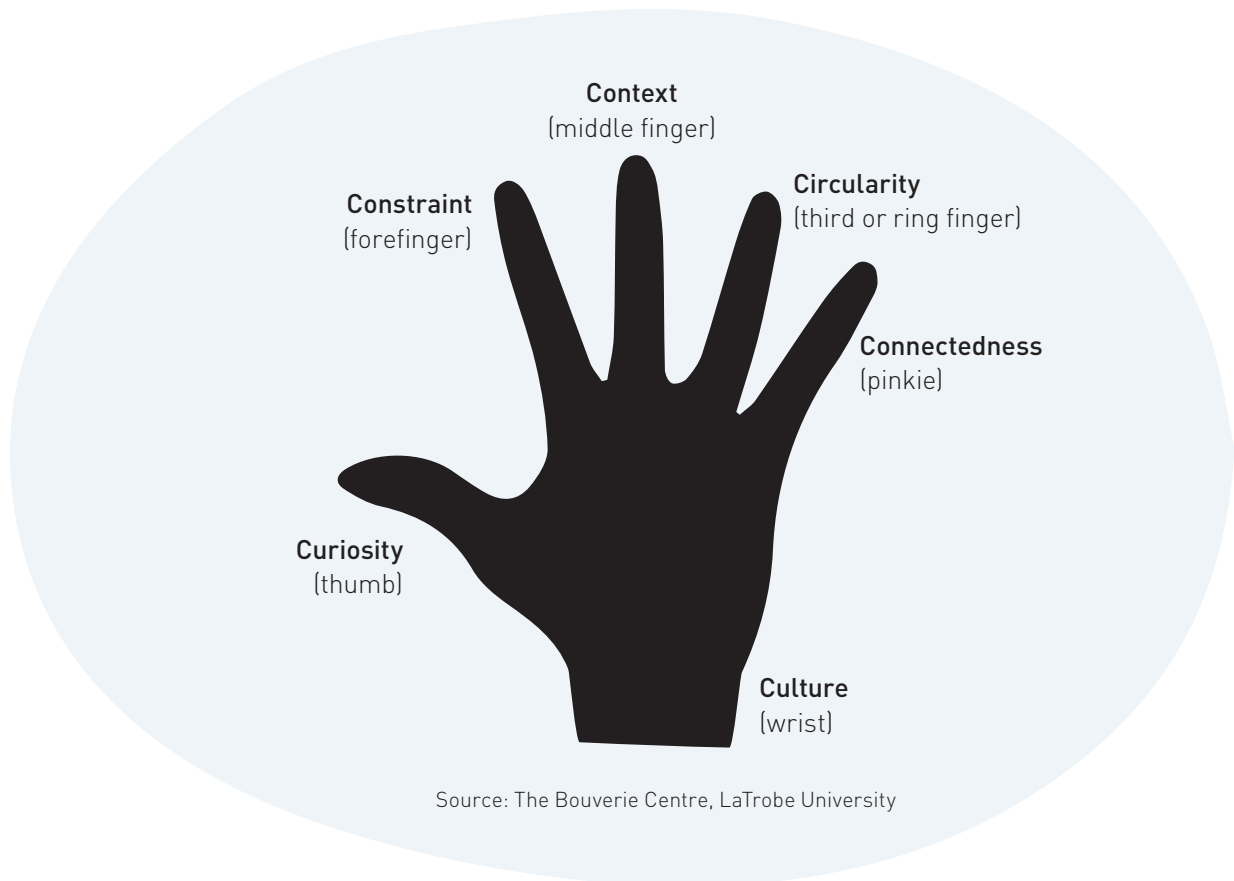 Context
(middle finger)
Circularity
(third or ring finger)
Constraint
(forefinger)
Connectedness
(pinkie)
Curiosity
(thumb)
Culture
(wrist)
Source: The Bouverie Centre, LaTrobe University